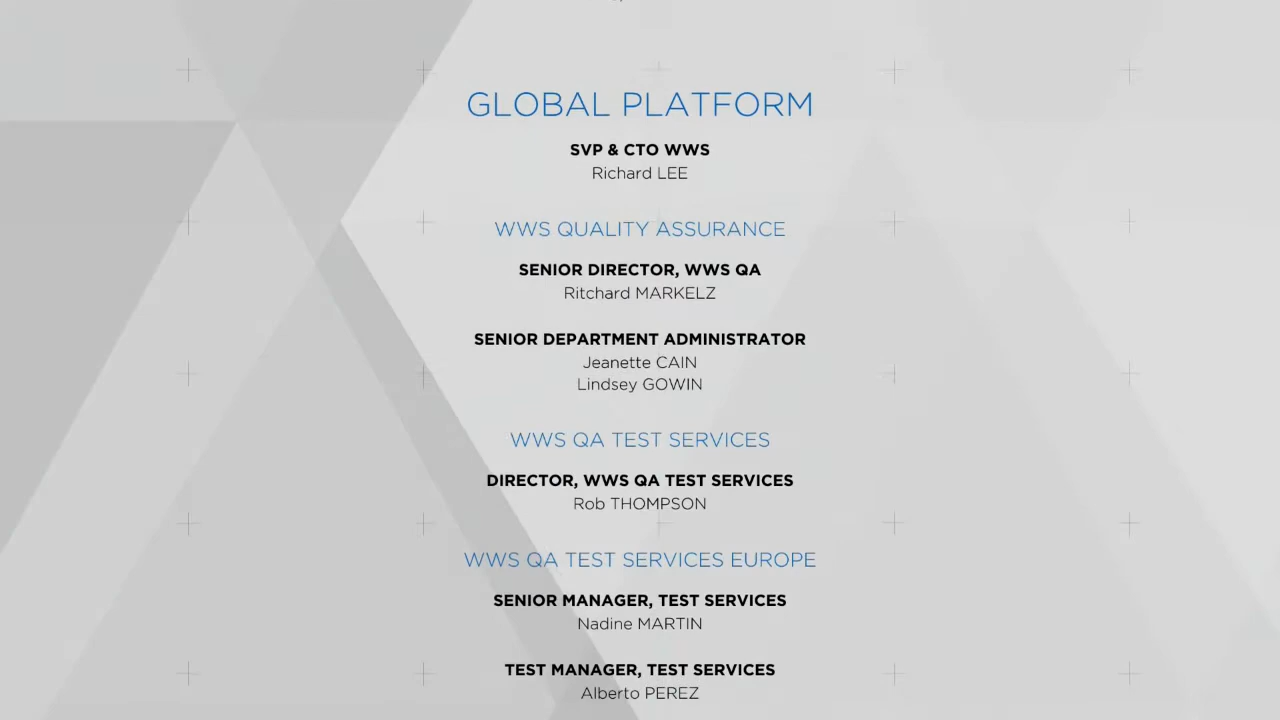 GLOBAL PLATFORM
SVP & CTO WWS
Richard LEE
WWS QUALITY ASSURANCE
SENIOR DIRECTOR, WWS QA
Ritchard MARKELZ
SENIOR DEPARTMENT ADMINISTRATOR
Jeanette CAIN
Lindsey GOWIN
WWS QA TEST SERVICES
DIRECTOR, WWS QA TEST SERVICES
Rob THOMPSON
WWS QA TEST SERVICES EUROPE
SENIOR MANAGER, TEST SERVICES
Nadine MARTIN
TEST MANAGER, TEST SERVICES
Alberto PEREZ